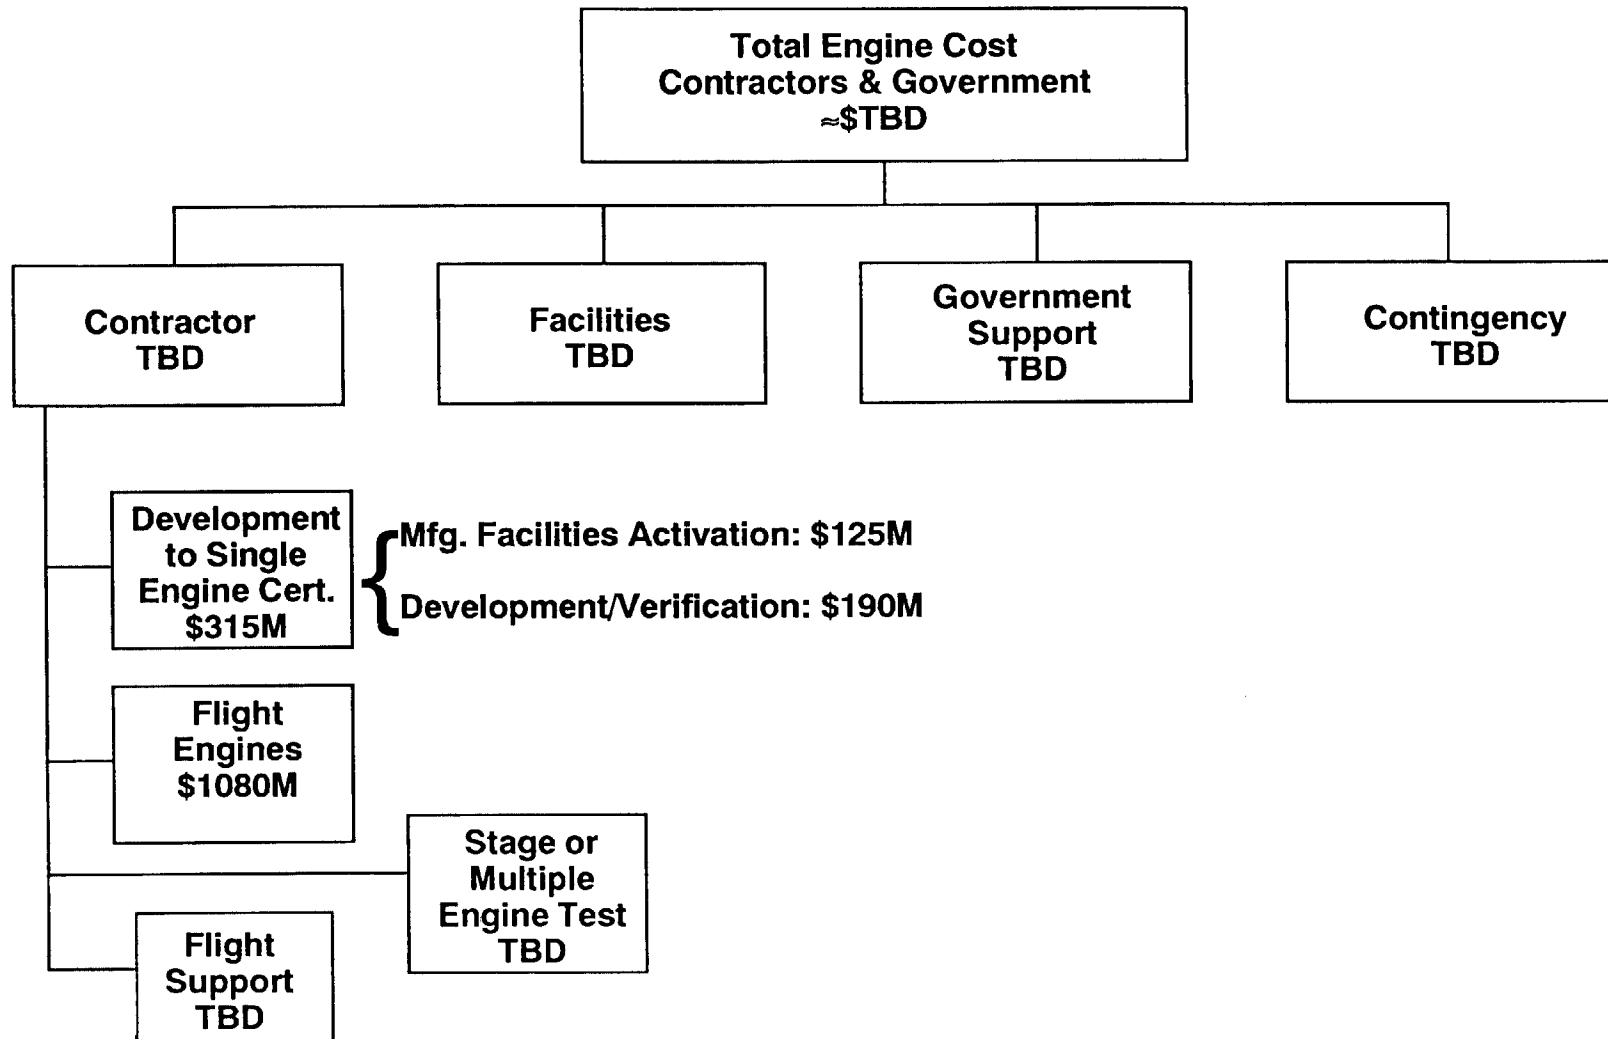 Total Engine Cost
Contractors & Government
≈$TBD
Contractor
TBD
Facilities
TBD
Government
Support
TBD
Contingency
TBD
Development
to Single
Engine Cert.
$315M
{
Mfg. Facilities Activation: $125M
Development/Verification: $190M
Flight
Engines
$1080M
Stage or
Multiple
Engine Test
TBD
Flight
Support
TBD